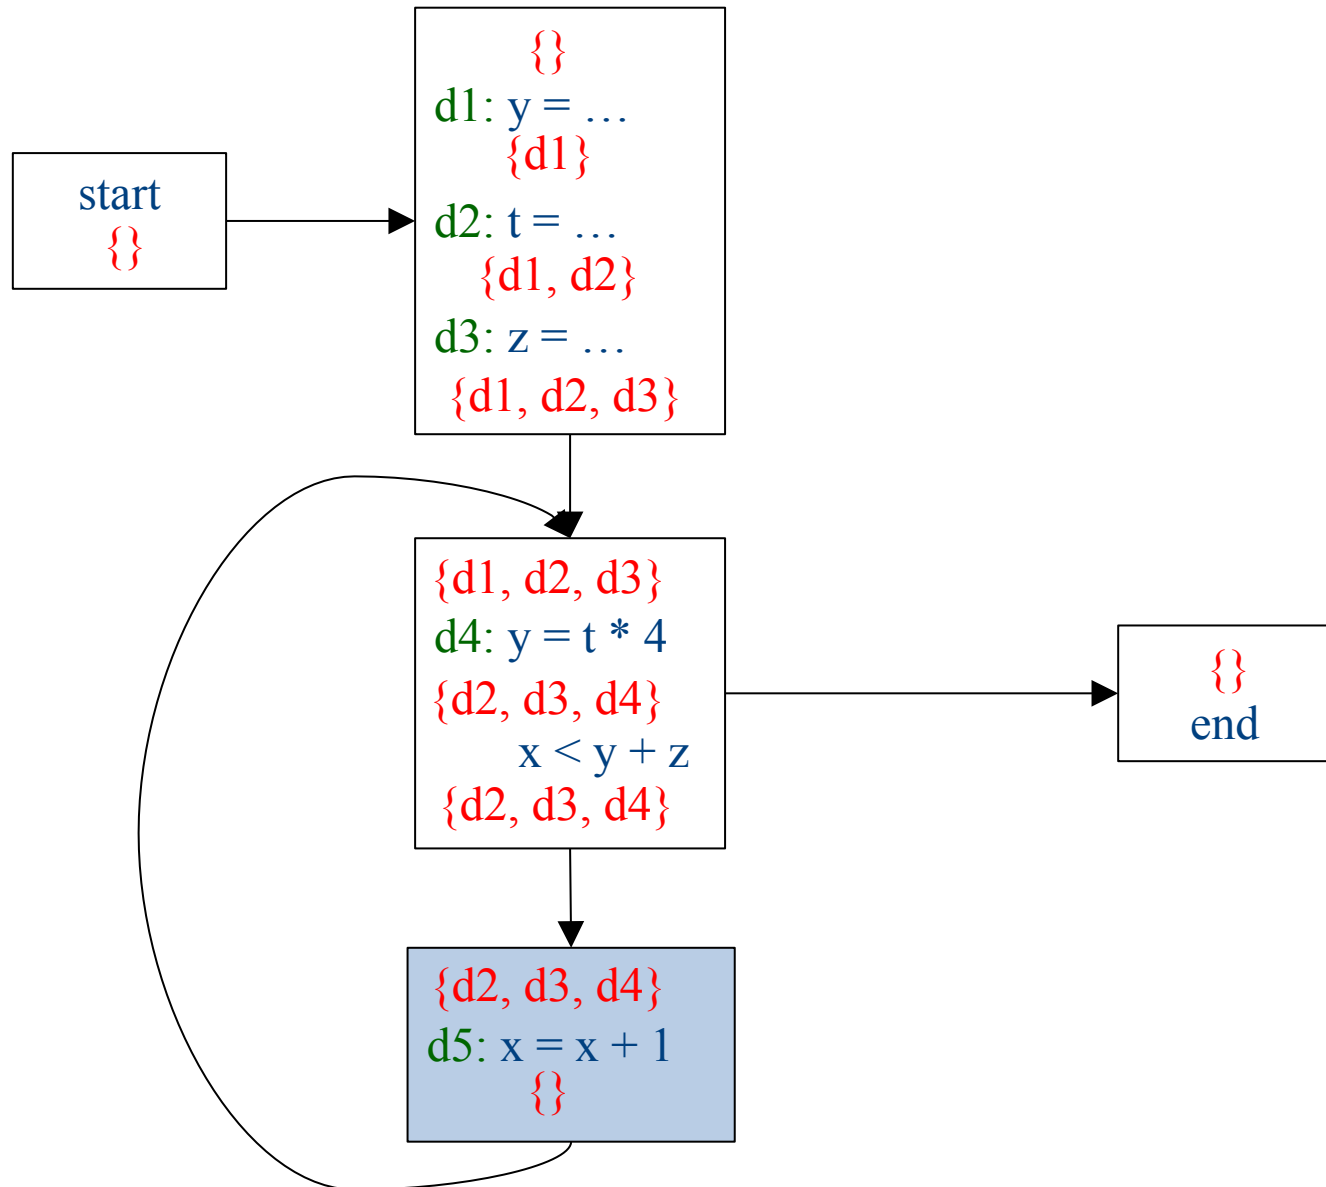 start
{}
{}
d1: y = …
{d1}
d2: t = …
{d1, d2}
d3: z = …
{d1, d2, d3}
{d1, d2, d3}
d4: y = t * 4
{d2, d3, d4}
x < y + z
{d2, d3, d4}
{}
end
{d2, d3, d4}
d5: x = x + 1
{}